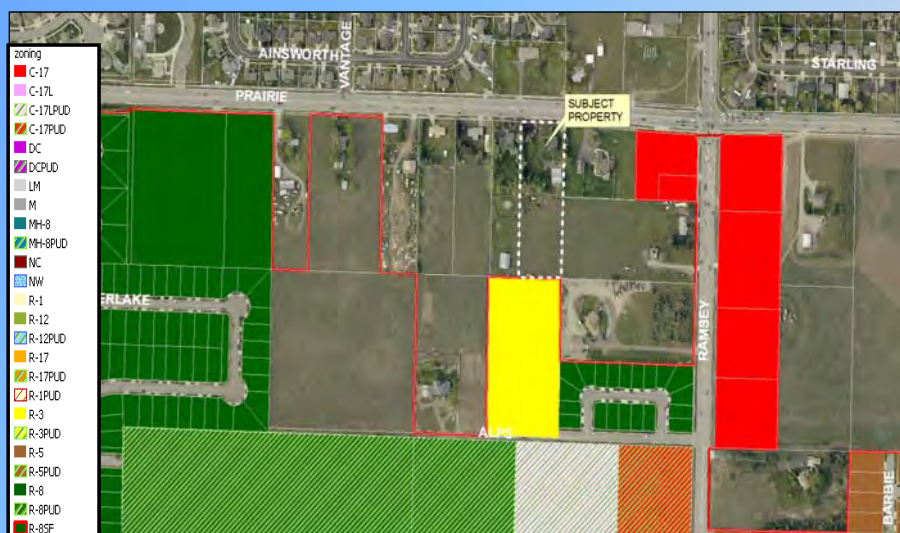 zoning
C-17
C-17L
C-17LPUD
C-17PUD
DC
DCPUD
LM
M
MH-8
MH-8PUD
NC
NW
R-1
R-12
R-12PUD
R-17
R-17PUD
R-1PUD
R-3
R-3PUD
R-5
R-5PUD
R-8
R-8PUD
R-8SF
AINSWORTH
VANTAGE
STARLING
PRAIRIE
SUBJECT
PROPERTY
ERLAKE
RAMSEY
ALPS
BARBIE